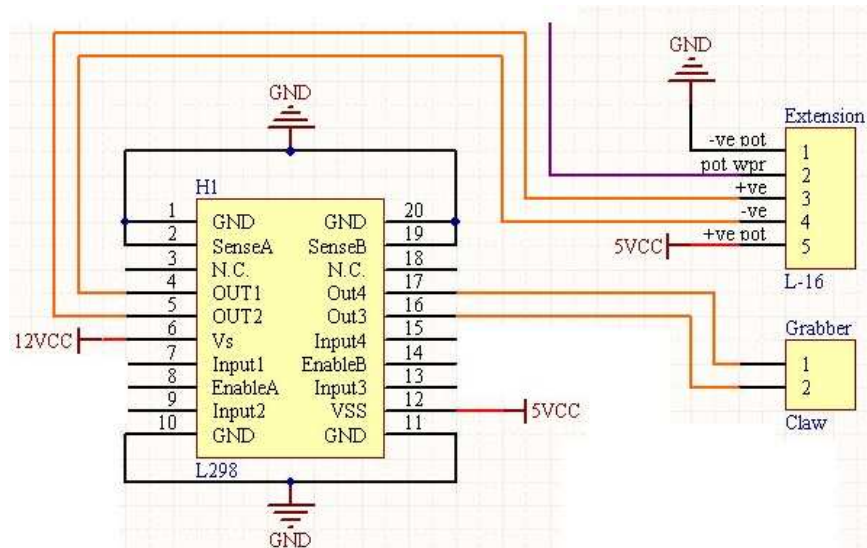 GND
GND
Extension
-ve pot
1
pot wpr
2
+ve
3
-ve
4
+ve pot
5
5VCC
L-16
H1
1 GND GND 20
2 SenseA SenseB 19
3 N.C. N.C. 18
4 OUT1 Out4 17
5 OUT2 Out3 16
12VCC 6 Vs Input4 15
7 Input1 EnableB 14
8 EnableA Input3 13
9 Input2 VSS 12 5VCC
10 GND GND 11
L298
GND
Grabber
1
2
Claw